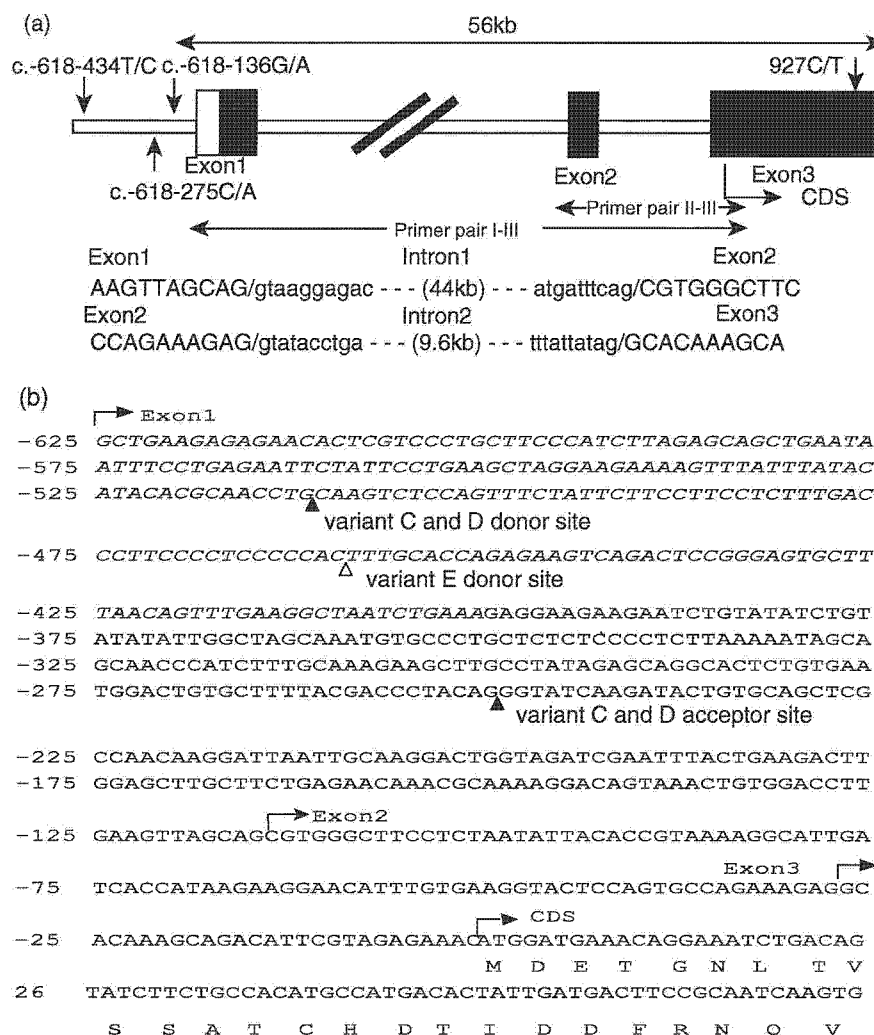 (a)
56kb
c.-618-434T/C c.-618-136G/A
927C/T
Exon1
Exon2
Exon3
c.-618-275C/A
CDS
Primer pair II-III
Primer pair I-III
Exon1 Intron1 Exon2
AAGTTAGCAG/gtaaggagac - - - (44kb) - - - atgatttcag/CGTGGGCTTC
Exon2 Intron2 Exon3
CCAGAAAGAG/gtatacctga - - - (9.6kb) - - - tttattatag/GCACAAAGCA
(b)
Exon1
-625 GCTGAAGAGAGAACACTCGTCCCTGCTTCCCATCTTAGAGCAGCTGAATA
-575 ATTTCCTGAGAATTCTATTCCTGAAGCTAGGAAGAAAAGTTTATTTATAC
-525 ATACACGCAACCTGCAAGTCTCCAGTTTCTATTCTTCCTTCCTCTTTGAC
variant C and D donor site
-475 CCTTCCCCTCCCCCACTTTGCACCAGAGAAGTCAGACTCCGGGAGTGCTT
variant E donor site
-425 TAACAGTTTGAAGGCTAATCTGAAAGAGGAAGAAGAATCTGTATATCTGT
-375 ATATATTGGCTAGCAAATGTGCCCTGCTCTCTCCCCTCTTAAAAATAGCA
-325 GCAACCCATCTTTGCAAAGAAGCTTGCCTATAGAGCAGGCACTCTGTGAA
-275 TGGACTGTGCTTTTACGACCCTACAGGGTATCAAGATACTGTGCAGCTCG
variant C and D acceptor site
-225 CCAACAAGGATTAATTGCAAGGACTGGTAGATCGAATTTACTGAAGACTT
-175 GGAGCTTGCTTCTGAGAACAAACGCAAAAGGACAGTAAACTGTGGACCTT
Exon2
-125 GAAGTTAGCAGCGTGGGCTTCCTCTAATATTACACCGTAAAAGGCATTGA
Exon3
-75 TCACCATAAGAAGGAACATTTGTGAAGGTACTCCAGTGCCAGAAAGAGGC
CDS
-25 ACAAAGCAGACATTCGTAGAGAAACATGGATGAAACAGGAAATCTGACAG
M D E T G N L T V
26 TATCTTCTGCCACATGCCATGACACTATTGATGACTTCCGCAATCAAGTG
S S A T C H D T I D D F R N Q V